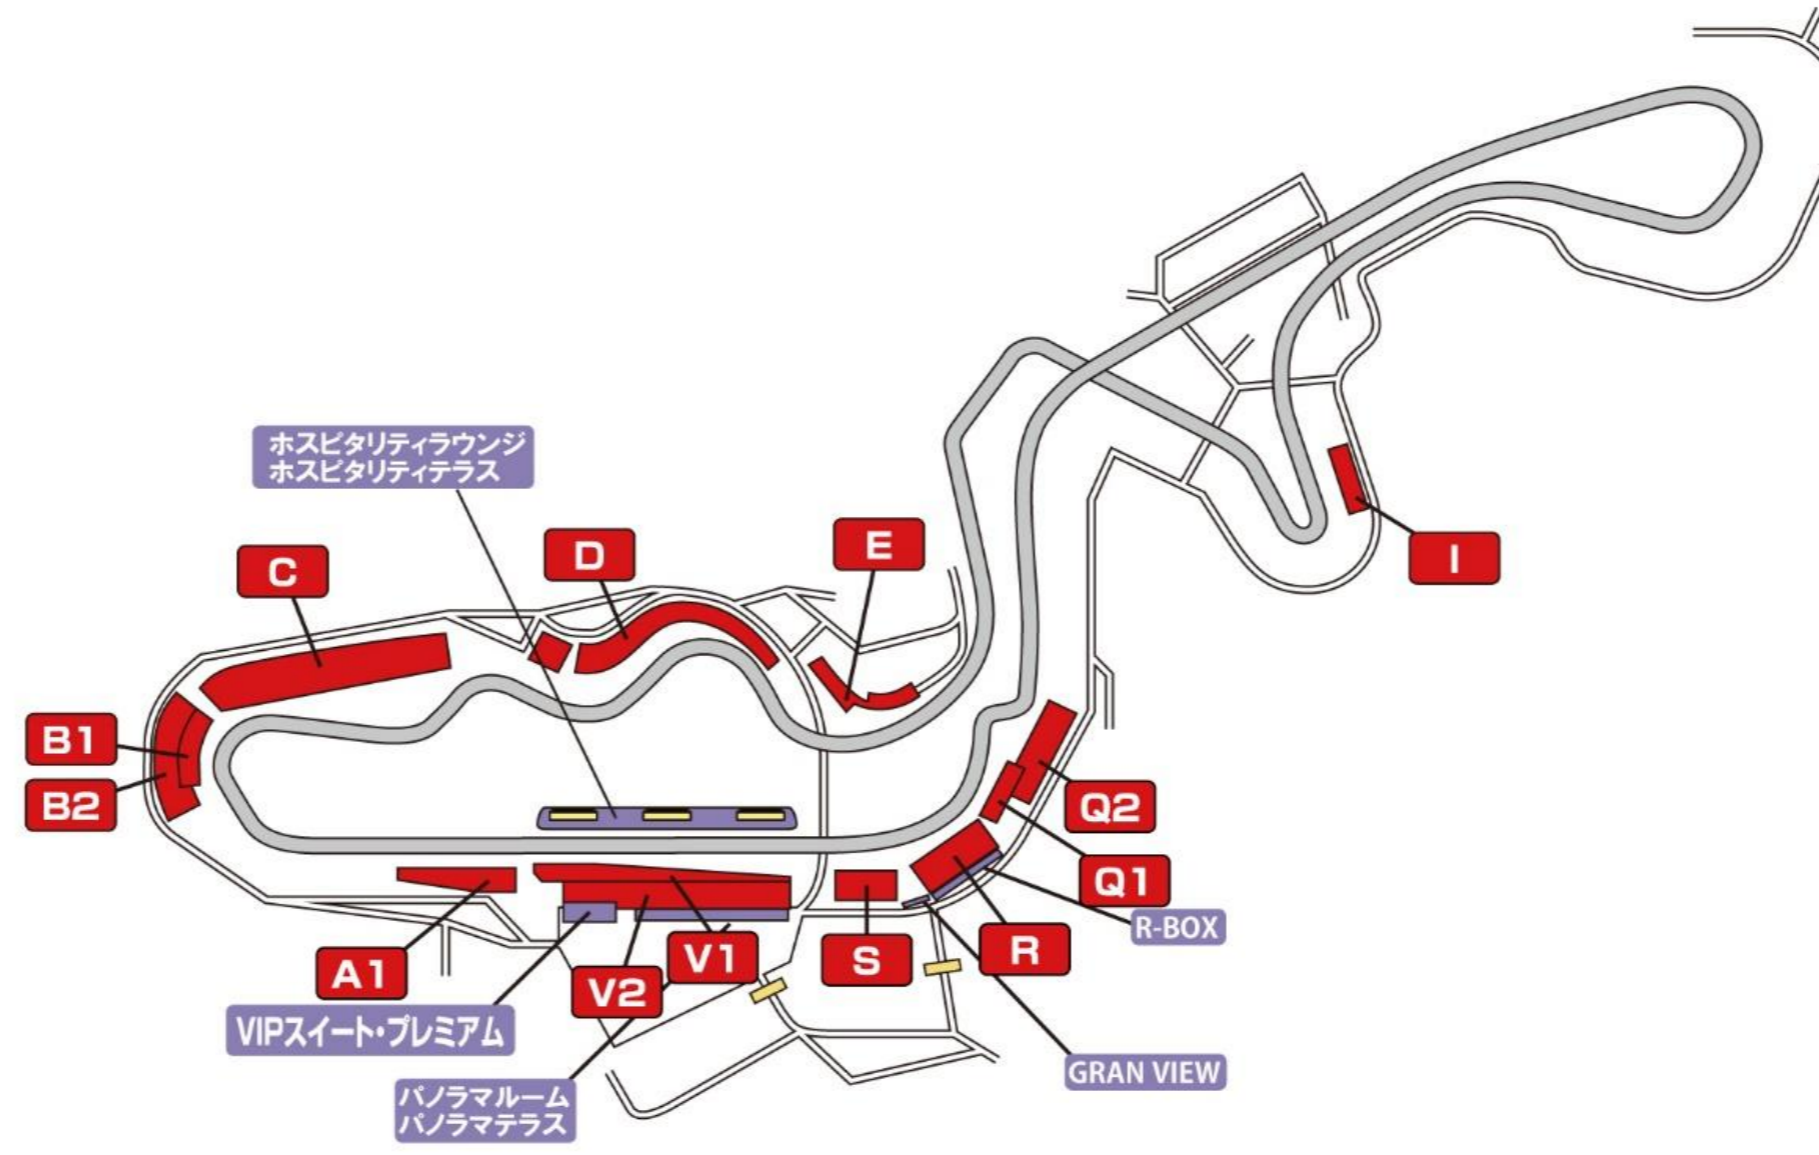 ホスピタリティラウンジ
ホスピタリティテラス
C
D
E
I
B1
B2
Q2
Q1
R-BOX
A1
V1
V2
S
R
VIPスイート・プレミアム
GRAN VIEW
パノラマルーム
パノラマテラス